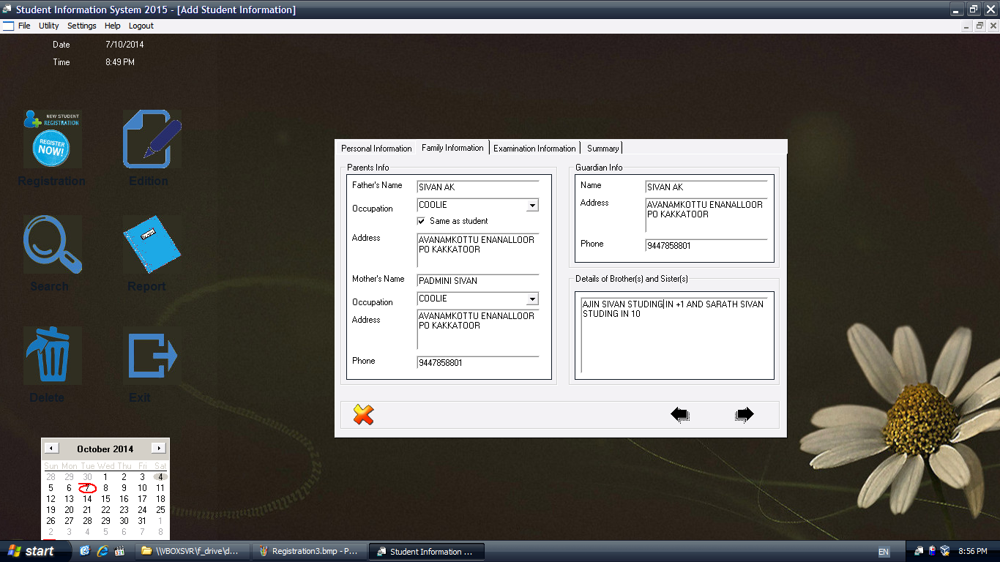 Student Information System 2015 - [Add Student Information]
File Utility Settings Help Logout
Date 7/10/2014
Time 8:49 PM
NEW STUDENT
REGISTRATION
REGISTER
NOW!
Registration Edition
Search Report
Delete Exit
Personal Information Family Information Examination Information Summary
Parents Info
Father's Name SIVAN AK
Occupation COOLIE
Same as student
Address AVANAMKOTTU ENANALLOOR
PO KAKKATOOR
Mother's Name PADMINI SIVAN
Occupation COOLIE
Address AVANAMKOTTU ENANALLOOR
PO KAKKATOOR
Phone 9447858801
Guardian Info
Name SIVAN AK
Address AVANAMKOTTU ENANALLOOR
PO KAKKATOOR
Phone 9447858801
Details of Brother(s) and Sister(s)
AJIN SIVAN STUDING IN +1 AND SARATH SIVAN
STUDING IN 10
October 2014
Sun Mon Tue Wed Thu Fri Sat
28 29 30 1 2 3 4
5 6 7 8 9 10 11
12 13 14 15 16 17 18
19 20 21 22 23 24 25
26 27 28 29 30 31 1
2 3 4 5 6 7 8
start \\VBOXSVR\f_drive\d... Registration3.bmp - P... Student Information ... EN 8:56 PM